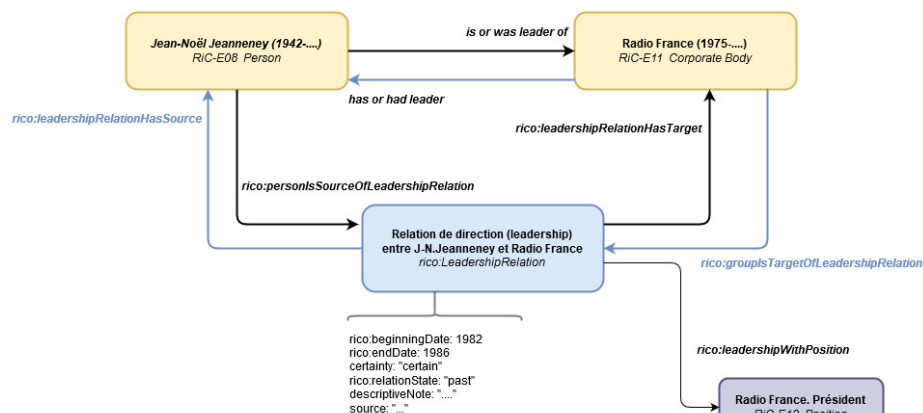 Jean-Noël Jeanneney (1942-....)
RiC-E08 Person
is or was leader of
Radio France (1975-....)
RiC-E11 Corporate Body
has or had leader
rico:leadershipRelationHasSource
rico:leadershipRelationHasTarget
rico:personIsSourceOfLeadershipRelation
Relation de direction (leadership)
entre J-N.Jeanneney et Radio France
rico:LeadershipRelation
rico:groupIsTargetOfLeadershipRelation
rico:beginningDate: 1982
rico:endDate: 1986
certainty: "certain"
rico:relationState: "past"
descriptiveNote: "...."
source: "..."
rico:leadershipWithPosition
Radio France. Président
RiC-E12 Position